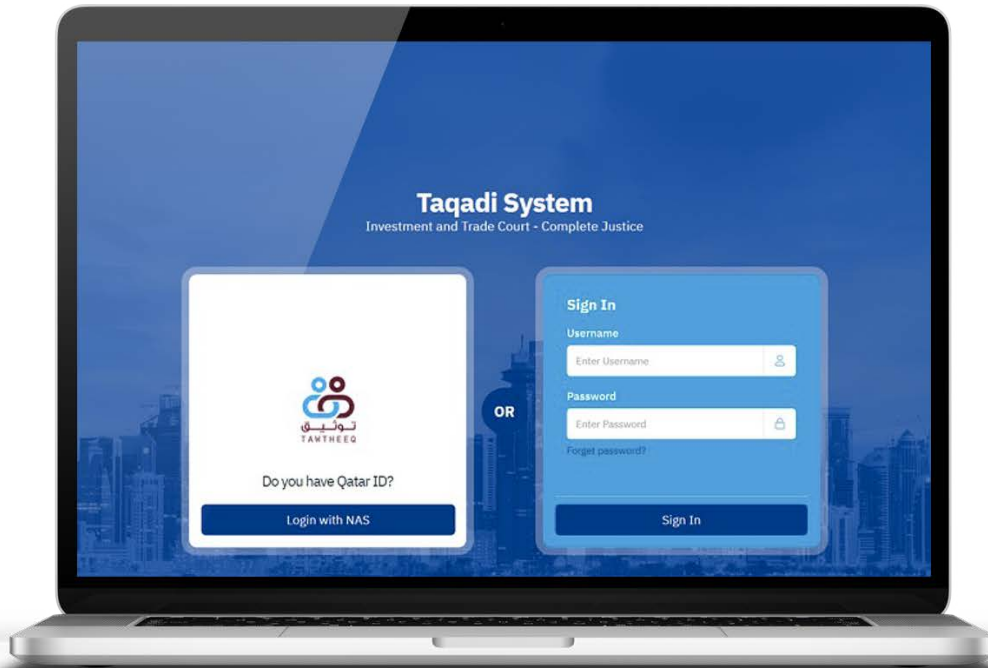 Taqadi System
Investment and Trade Court - Complete Justice
توثيق
TAWTHEEQ
Do you have Qatar ID?
Login with NAS
OR
Sign In
Username
Enter Username
Password
Enter Password
Forget password?
Sign In